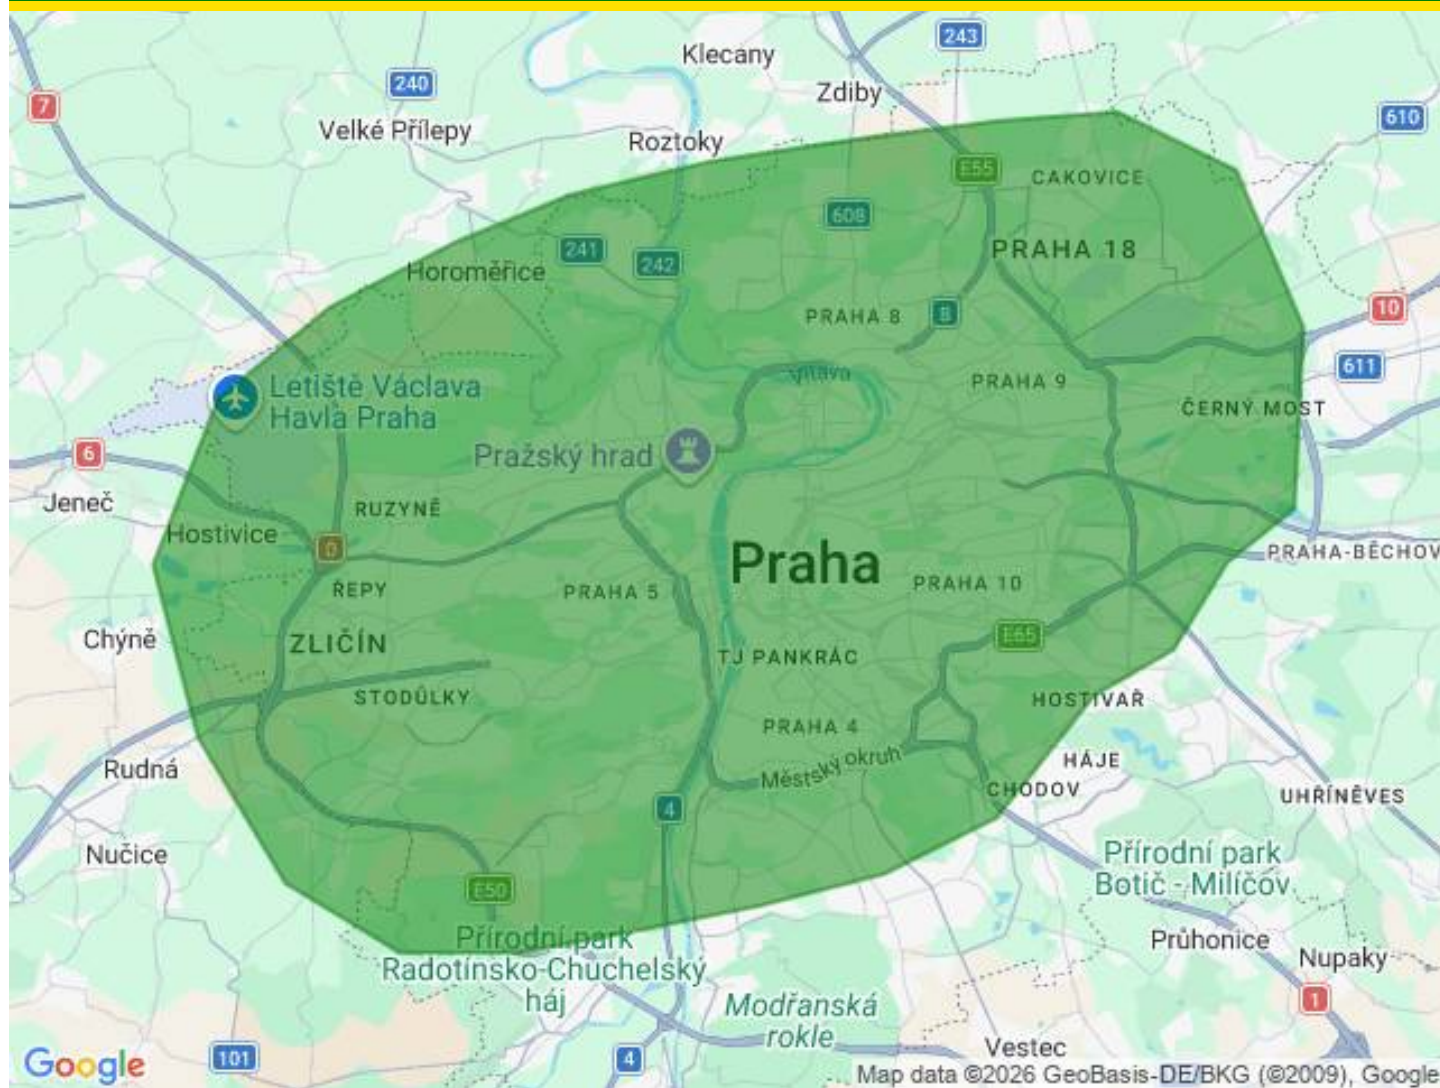 243
Klecany
240
Zdiby
7
610
Velké Přílepy
Roztoky
E55
CAKOVICE
608
241
242
PRAHA 18
Horoměřice
PRAHA 8
8
10
611
Letiště Václava
Havla Praha
Vltava
PRAHA 9
ČERNÝ MOST
6
Pražský hrad
Jeneč
RUZYNĚ
Hostivice
0
PRAHA-BĚCHOV
Praha
ŘEPY
PRAHA 5
PRAHA 10
Chýně
ZLIČÍN
E65
TJ PANKRÁC
STODŮLKY
HOSTIVAŘ
PRAHA 4
Městský okruh
Rudná
HÁJE
CHODOV
UHŘÍNĚVES
4
Nučice
Přírodní park
Botič - Milíčov
E50
Přírodní park
Radotínsko-Chuchelský
háj
Průhonice
Nupaky
Modřanská
rokle
1
Vestec
Google
101
4
Map data ©2026 GeoBasis-DE/BKG (©2009), Google